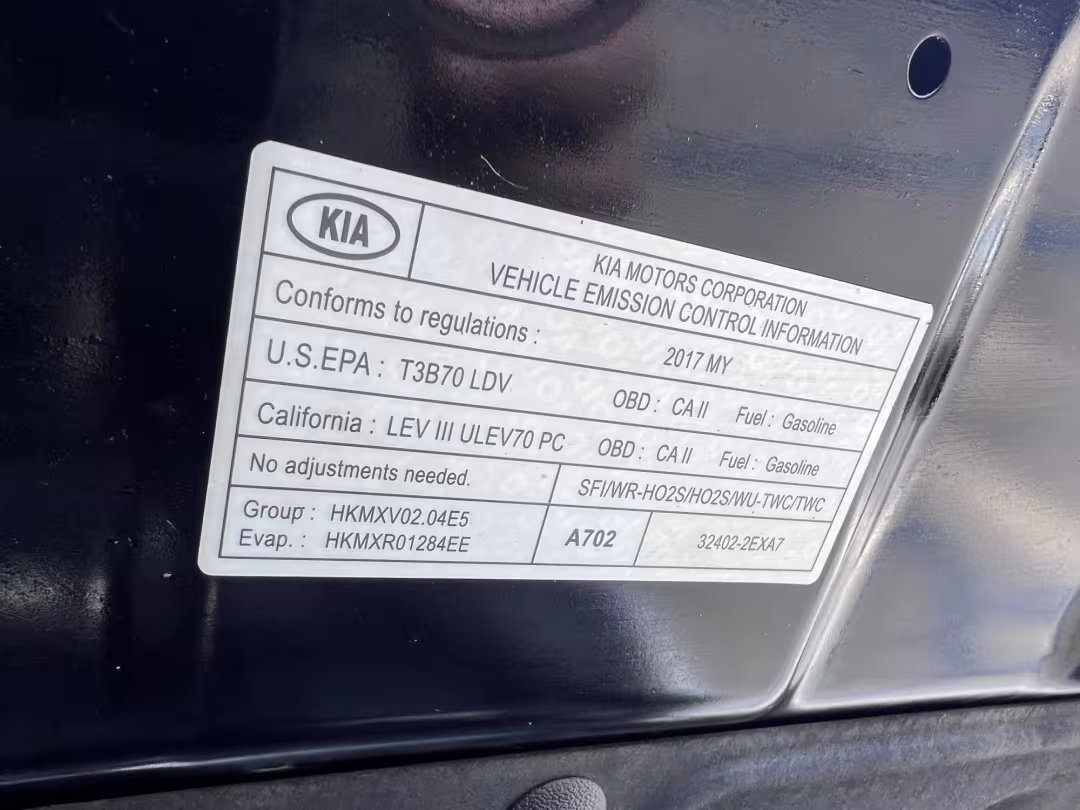 KIA
KIA MOTORS CORPORATION
VEHICLE EMISSION CONTROL INFORMATION
Conforms to regulations : 2017 MY
U.S.EPA : T3B70 LDV OBD : CA II Fuel : Gasoline
California : LEV III ULEV70 PC OBD : CA II Fuel : Gasoline
No adjustments needed. SFI/WR-HO2S/HO2S/WU-TWC/TWC
Group : HKMXV02.04E5
Evap. : HKMXR01284EE
A702
32402-2EXA7